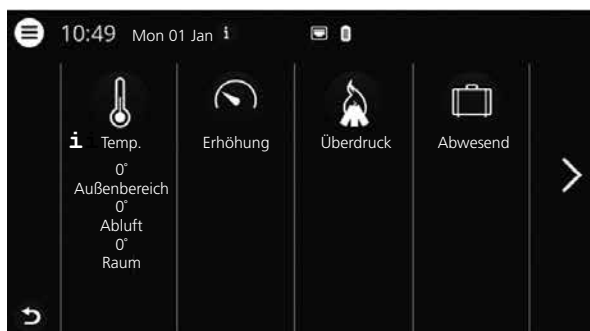 10:49 Mon 01 Jan i
i Temp.
0°
Außenbereich
0°
Abluft
0°
Raum
Erhöhung
Überdruck
Abwesend